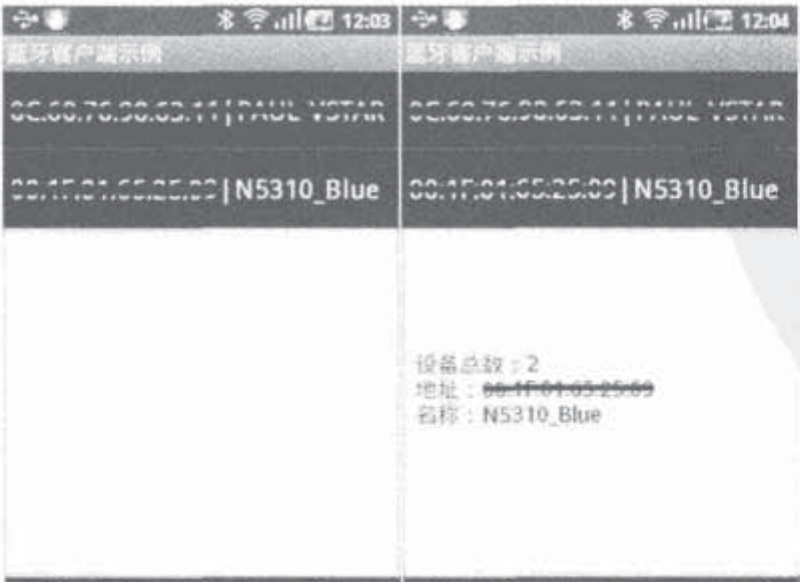 12:03
蓝牙客户端示例
| PAUL-VSTAR
| N5310_Blue
12:04
蓝牙客户端示例
| PAUL-VSTAR
| N5310_Blue
设备总数：2
地址：
名称：N5310_Blue